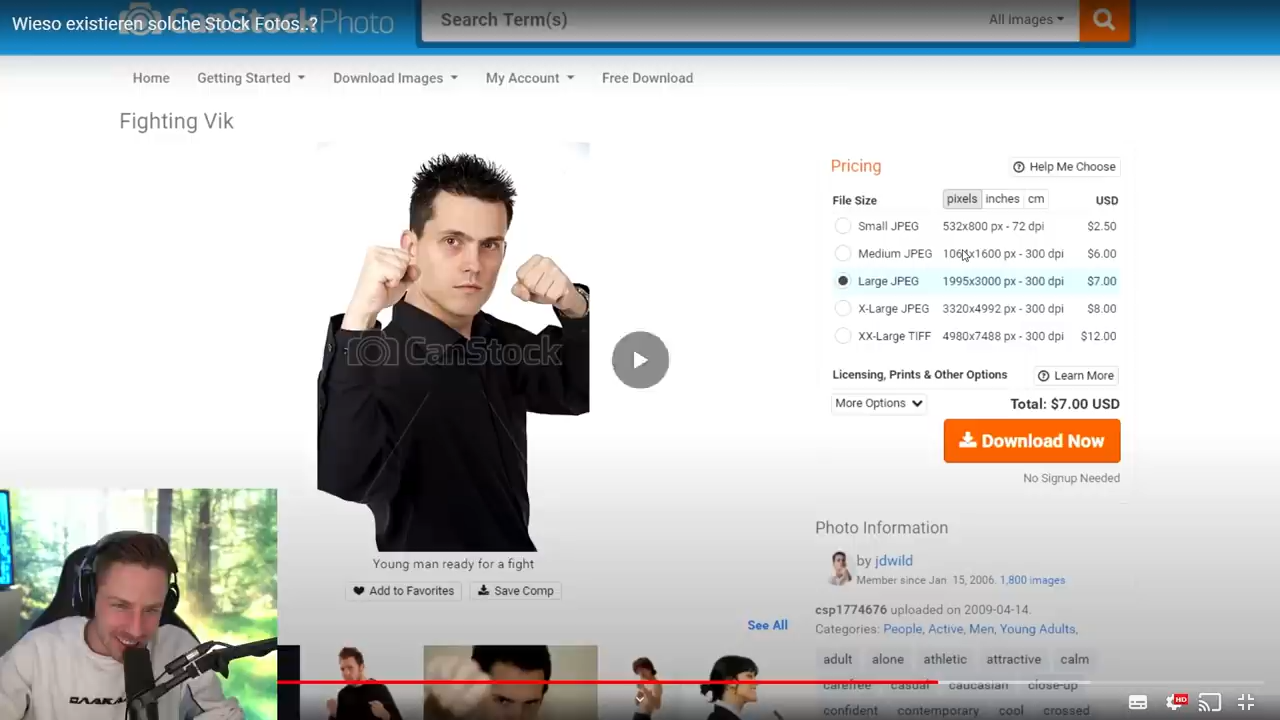 Wieso existieren solche Stock Fotos..?
CanStockPhoto
Search Term(s)
All images
Home
Getting Started
Download Images
My Account
Free Download
Fighting Vik
CanStock
Young man ready for a fight
Add to Favorites
Save Comp
See All
Pricing
Help Me Choose
File Size pixels inches cm USD
Small JPEG 532x800 px - 72 dpi $2.50
Medium JPEG 1064x1600 px - 300 dpi $6.00
Large JPEG 1995x3000 px - 300 dpi $7.00
X-Large JPEG 3320x4992 px - 300 dpi $8.00
XX-Large TIFF 4980x7488 px - 300 dpi $12.00
Licensing, Prints & Other Options
Learn More
More Options
Total: $7.00 USD
Download Now
No Signup Needed
Photo Information
by jdwild
Member since Jan. 15, 2006. 1,800 images
csp1774676 uploaded on 2009-04-14.
Categories: People, Active, Men, Young Adults,
adult alone athletic attractive calm
carefree casual caucasian close-up
confident contemporary cool crossed
HD